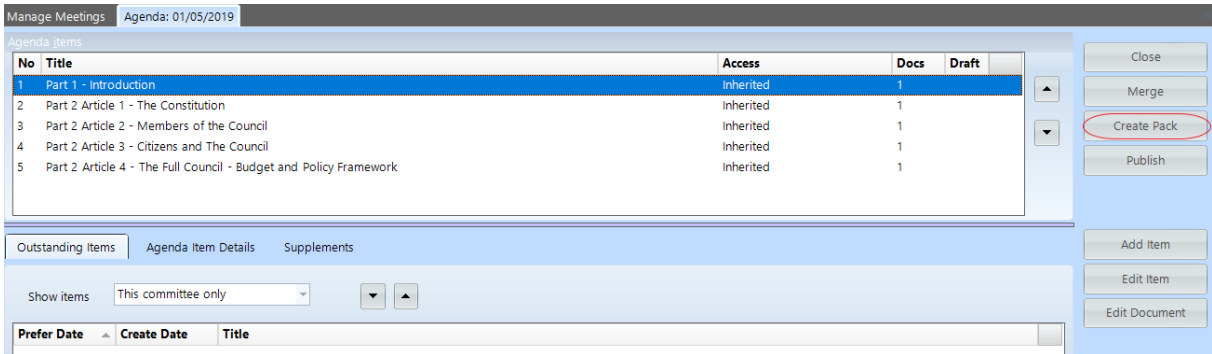 Manage Meetings Agenda: 01/05/2019
Agenda items
No Title Access Docs Draft
1 Part 1 - Introduction Inherited 1
2 Part 2 Article 1 - The Constitution Inherited 1
3 Part 2 Article 2 - Members of the Council Inherited 1
4 Part 2 Article 3 - Citizens and The Council Inherited 1
5 Part 2 Article 4 - The Full Council - Budget and Policy Framework Inherited 1
Close
Merge
Create Pack
Publish
Outstanding Items Agenda Item Details Supplements
Show items This committee only
Prefer Date Create Date Title
Add Item
Edit Item
Edit Document